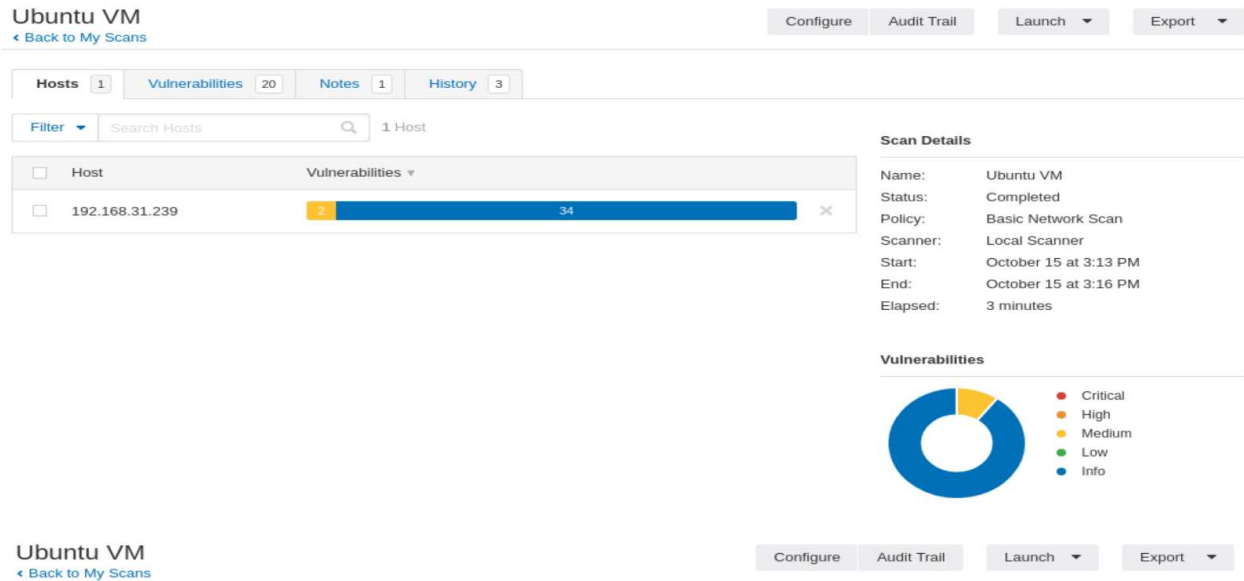 Ubuntu VM
Configure Audit Trail Launch Export
Back to My Scans
Hosts 1 Vulnerabilities 20 Notes 1 History 3
Filter Search Hosts 1 Host
Host Vulnerabilities
192.168.31.239 2 34
Scan Details
Name: Ubuntu VM
Status: Completed
Policy: Basic Network Scan
Scanner: Local Scanner
Start: October 15 at 3:13 PM
End: October 15 at 3:16 PM
Elapsed: 3 minutes
Vulnerabilities
Critical
High
Medium
Low
Info
Ubuntu VM
Configure Audit Trail Launch Export
Back to My Scans